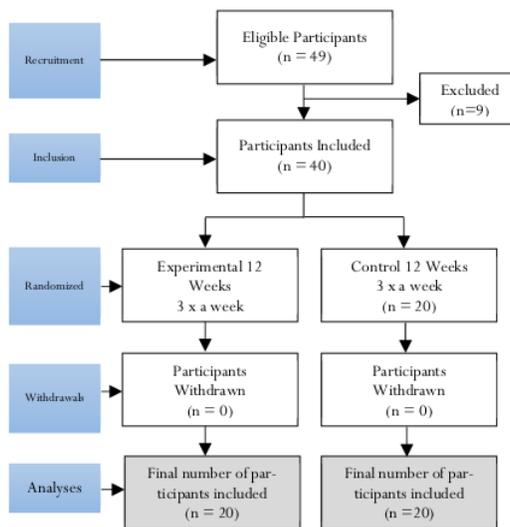 Recruitment
Eligible Participants
(n = 49)
Excluded
(n=9)
Inclusion
Participants Included
(n = 40)
Randomized
Experimental 12
Weeks
3 x a week
Control 12 Weeks
3 x a week
(n = 20)
Withdrawals
Participants
Withdrawn
(n = 0)
Participants
Withdrawn
(n = 0)
Analyses
Final number of par-
ticipants included
(n = 20)
Final number of par-
ticipants included
(n =20)